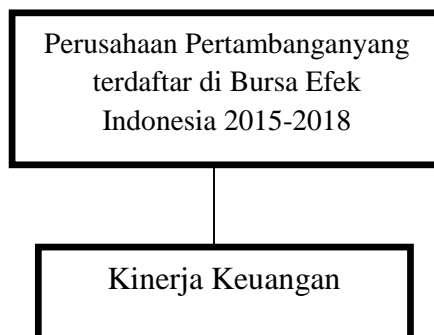 Perusahaan Pertambanganyang
terdaftar di Bursa Efek
Indonesia 2015-2018
Kinerja Keuangan